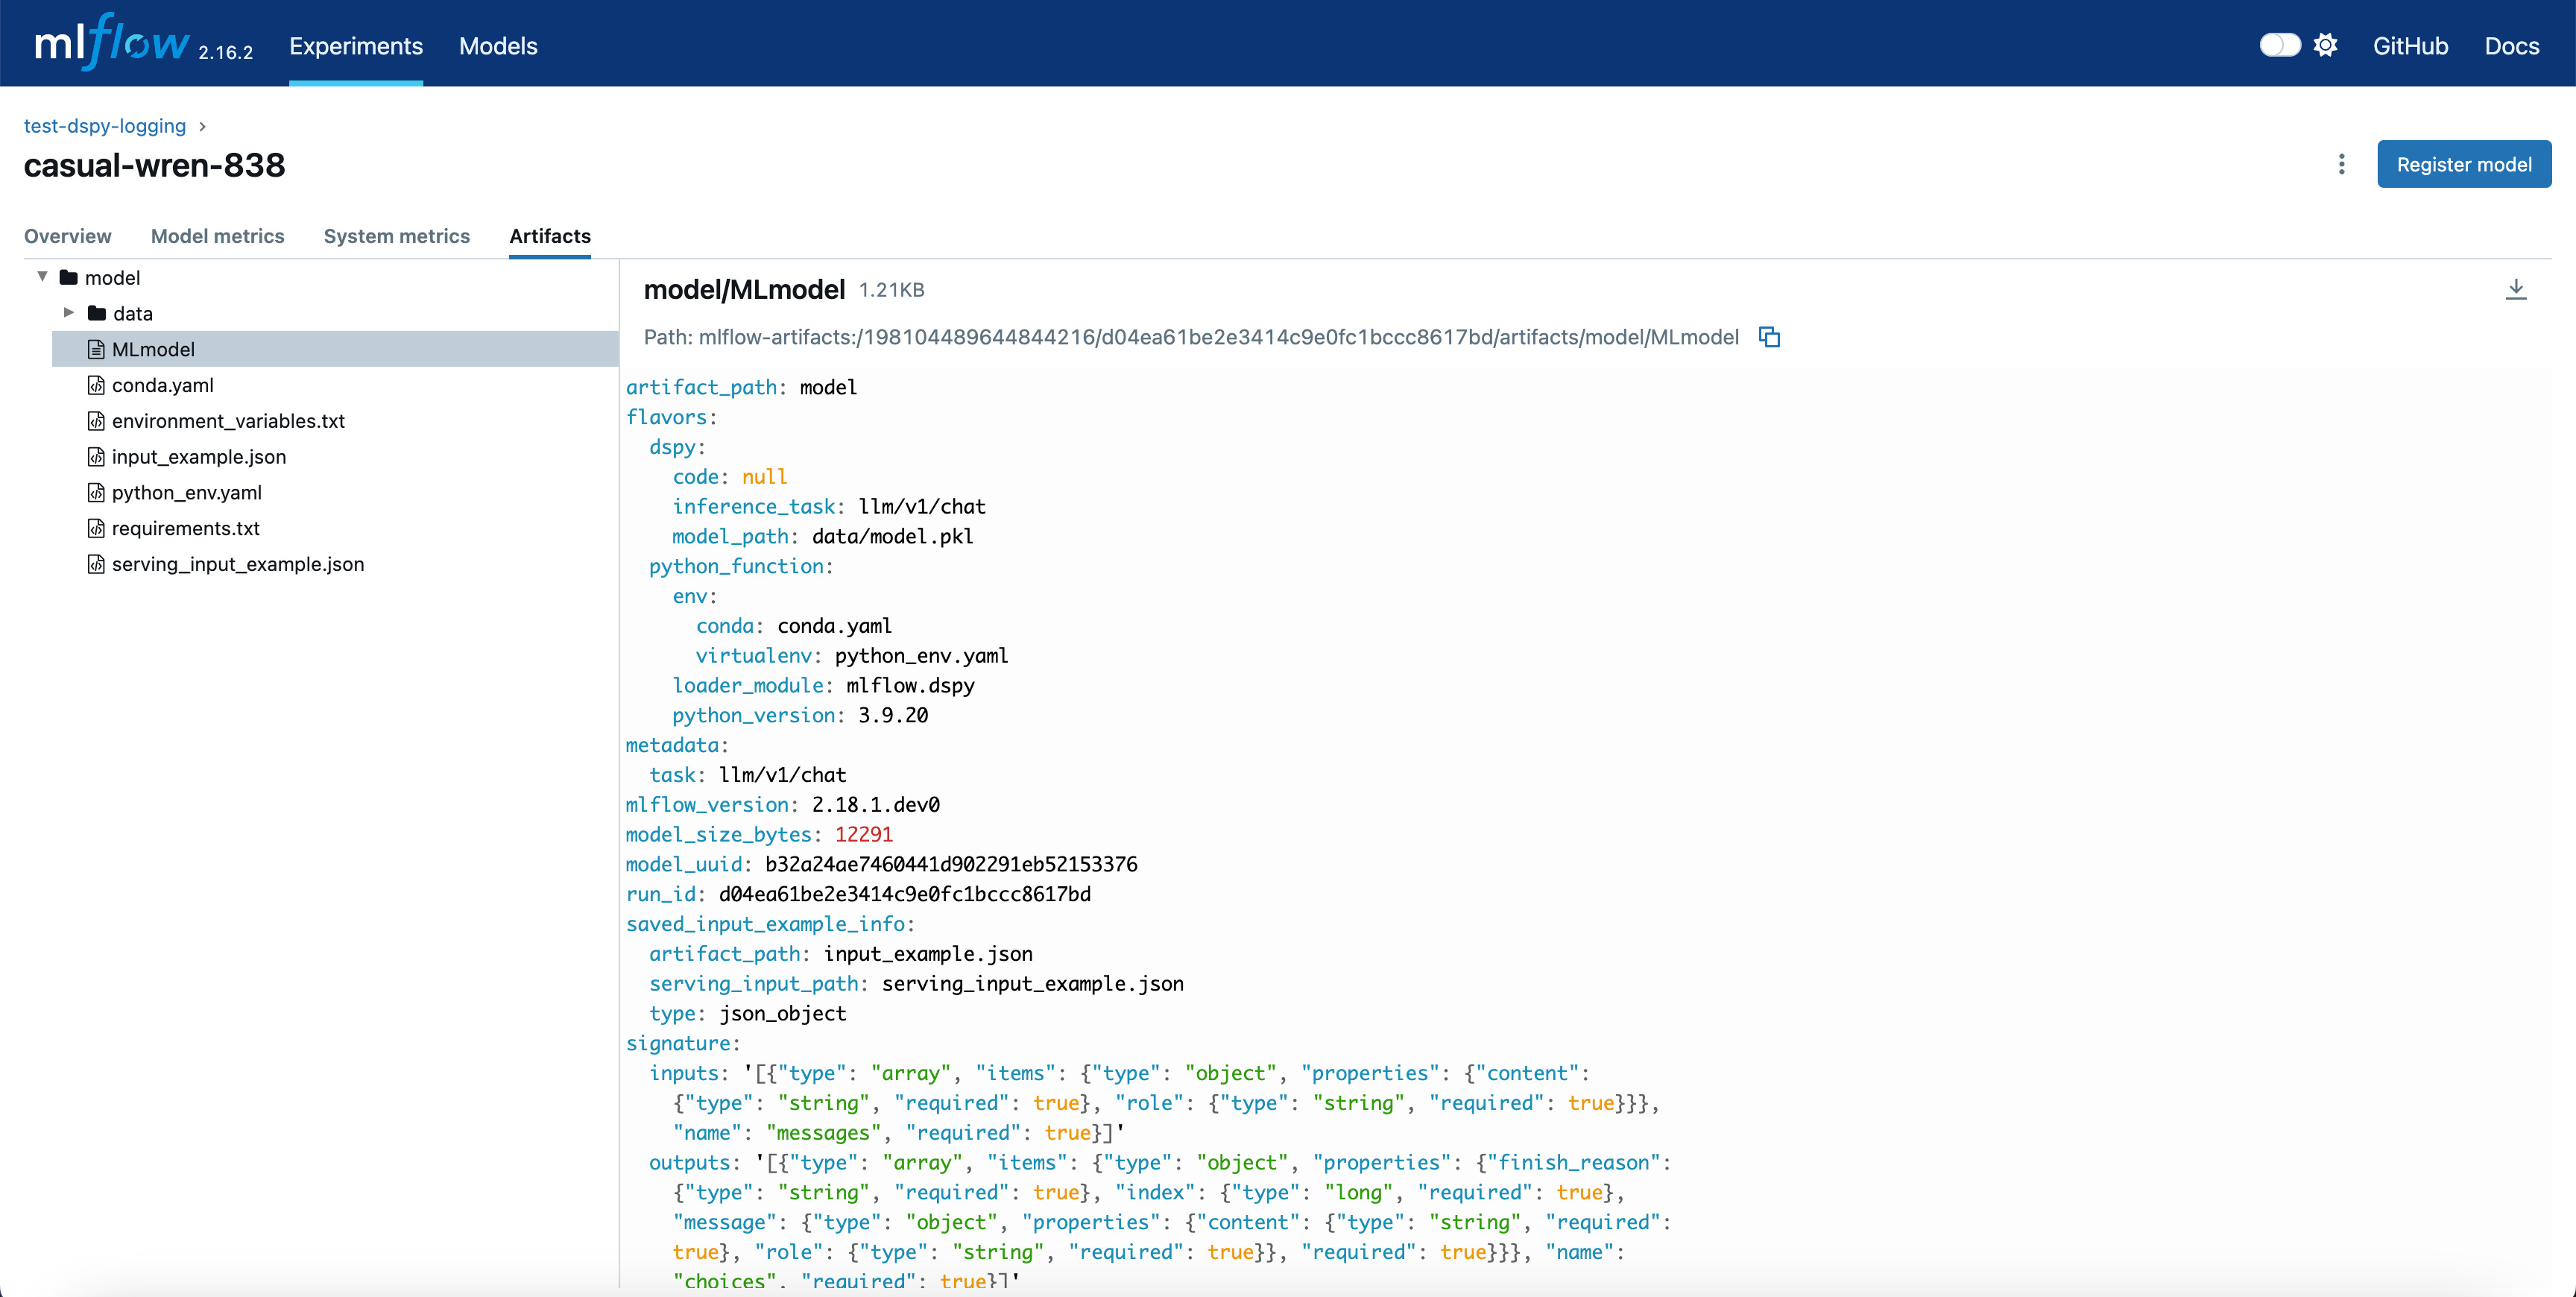 mlflow 2.16.2 Experiments Models GitHub Docs
test-dspy-logging
casual-wren-838
Register model
Overview Model metrics System metrics Artifacts
model
data
MLmodel
conda.yaml
environment_variables.txt
input_example.json
python_env.yaml
requirements.txt
serving_input_example.json
model/MLmodel 1.21KB
Path: mlflow-artifacts:/198104489644844216/d04ea61be2e3414c9e0fc1bccc8617bd/artifacts/model/MLmodel
artifact_path: model
flavors:
  dspy:
    code: null
    inference_task: llm/v1/chat
    model_path: data/model.pkl
  python_function:
    env:
      conda: conda.yaml
      virtualenv: python_env.yaml
    loader_module: mlflow.dspy
    python_version: 3.9.20
metadata:
  task: llm/v1/chat
mlflow_version: 2.18.1.dev0
model_size_bytes: 12291
model_uuid: b32a24ae7460441d902291eb52153376
run_id: d04ea61be2e3414c9e0fc1bccc8617bd
saved_input_example_info:
  artifact_path: input_example.json
  serving_input_path: serving_input_example.json
  type: json_object
signature:
  inputs: '[{"type": "array", "items": {"type": "object", "properties": {"content":
    {"type": "string", "required": true}, "role": {"type": "string", "required": true}}},
    "name": "messages", "required": true}]'
  outputs: '[{"type": "array", "items": {"type": "object", "properties": {"finish_reason":
    {"type": "string", "required": true}, "index": {"type": "long", "required": true},
    "message": {"type": "object", "properties": {"content": {"type": "string", "required":
    true}, "role": {"type": "string", "required": true}}, "required": true}}}, "name":
    "choices", "required": true}]'